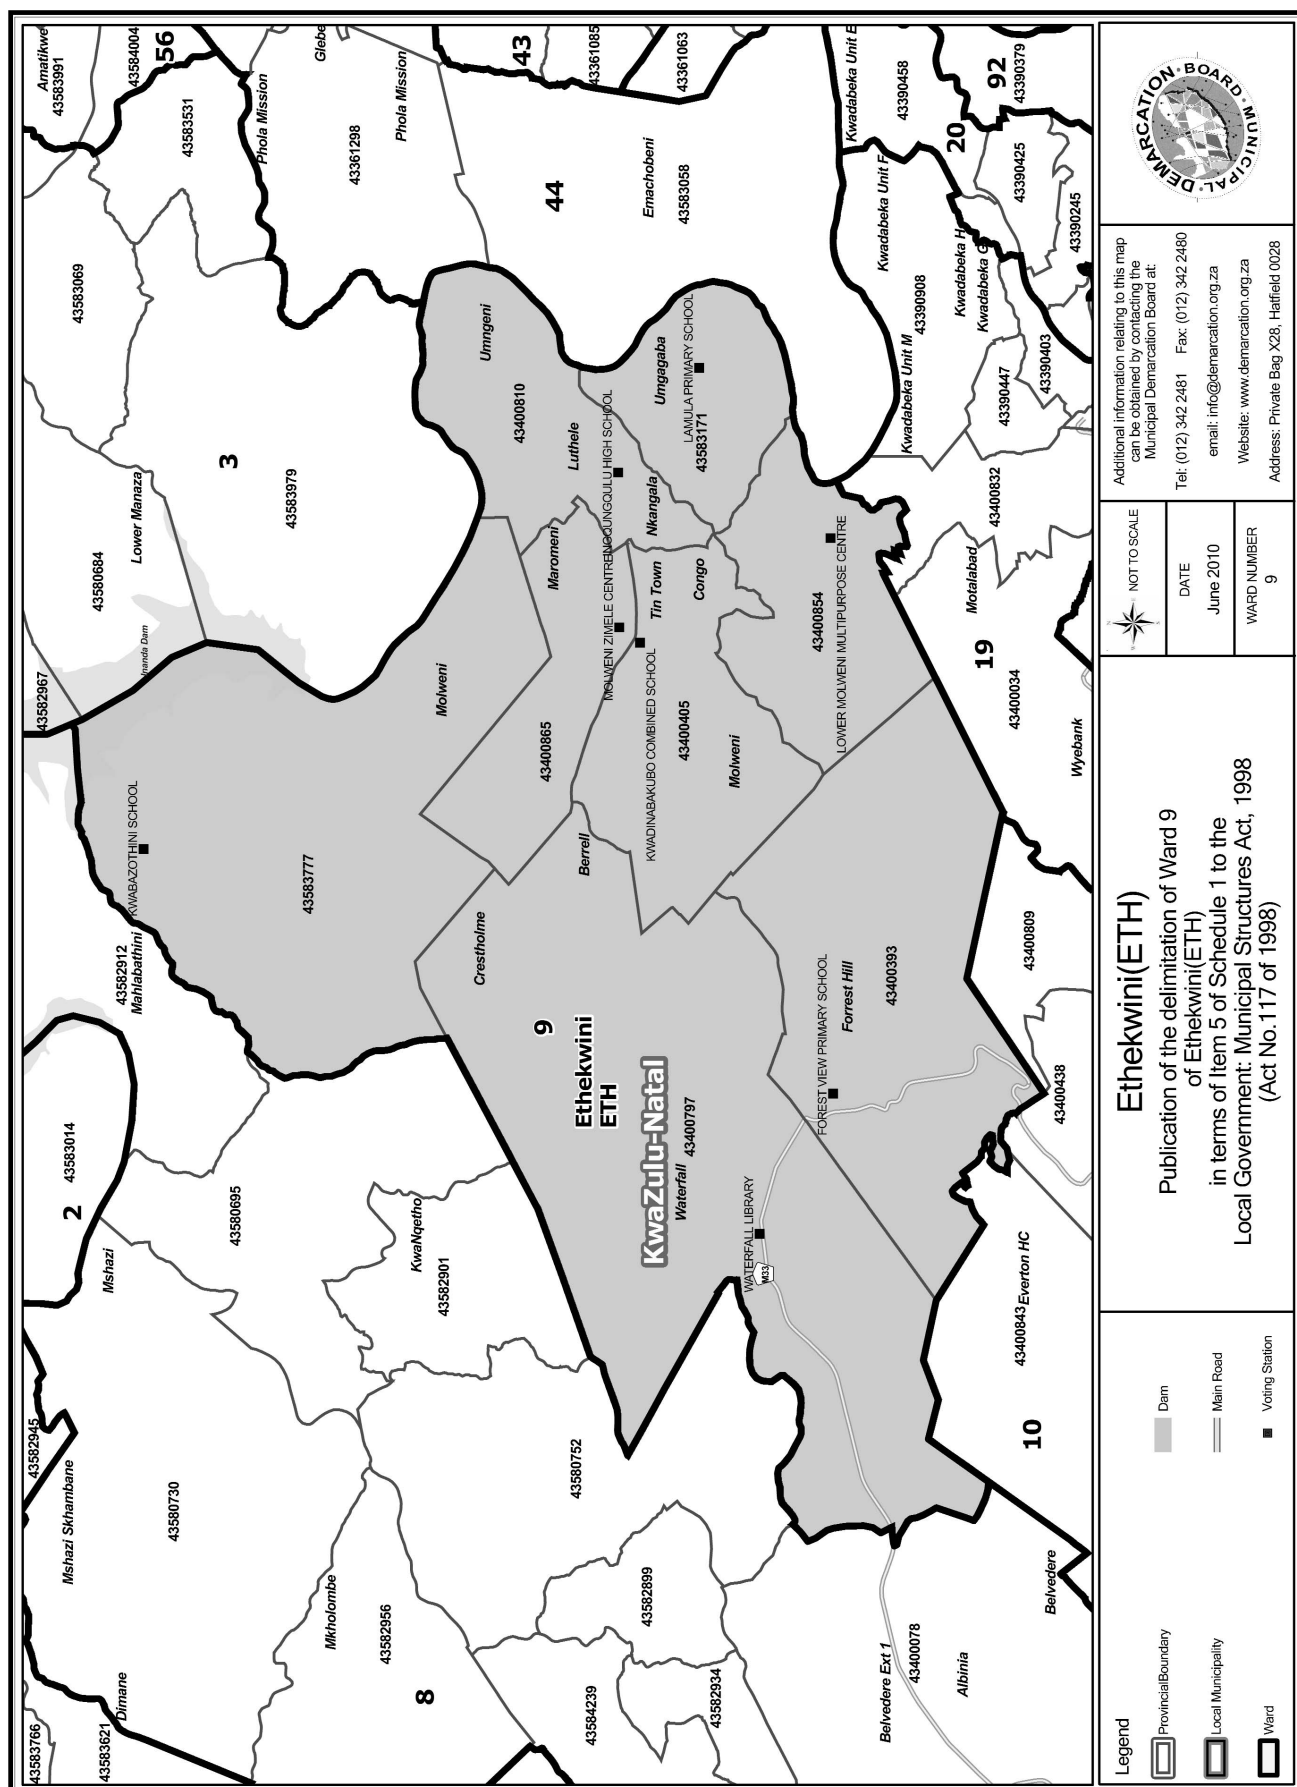 43583766
43583621
Dimane
43582945
Mshazi Skhambane
43580730
Mkholombe
43582956
8
43584239
43582934
43582899
43580752
Mshazi
2
43583014
43580695
KwaNqetho
43582901
43582912
Mahlabathini
KWABAZOTHINI SCHOOL
43583777
43582967
Inanda Dam
43580684
Lower Manaza
43583069
3
43583979
Amatikwe
43583991
43584004
56
43583531
Phola Mission
Glebe
43361298
Phola Mission
43
43361085
43361063
44
Emachobeni
43583058
Umngeni
43400810
Luthele
Maromeni
Molweni
43400865
Crestholme
Berrell
9
Ethekwini
ETH
KwaZulu-Natal
43400797
Waterfall
WATERFALL LIBRARY
M33
MOLWENI ZIMELE CENTRE
NQUNGQULU HIGH SCHOOL
Umgagaba
LAMULA PRIMARY SCHOOL
43583171
Nkangala
Tin Town
Congo
KWADINABAKUBO COMBINED SCHOOL
43400405
Molweni
43400854
LOWER MOLWENI MULTIPURPOSE CENTRE
FOREST VIEW PRIMARY SCHOOL
Forrest Hill
43400393
Kwadabeka Unit E
43390458
Kwadabeka Unit F
20
92
43390379
43390425
43390245
Kwadabeka H
Kwadabeka G
43390908
Kwadabeka Unit M
43390447
43390403
43400832
Motalabad
19
43400034
Wyebank
43400809
43400438
Everton HC
43400843
10
Belvedere
Belvedere Ext 1
43400078
Albinia
Legend
ProvincialBoundary
Local Municipality
Ward
Dam
Main Road
Voting Station
Ethekwini(ETH)
Publication of the delimitation of Ward 9
of Ethekwini(ETH)
in terms of Item 5 of Schedule 1 to the
Local Government: Municipal Structures Act, 1998
(Act No.117 of 1998)
NOT TO SCALE
DATE
June 2010
WARD NUMBER
9
Additional information relating to this map
can be obtained by contacting the
Municipal Demarcation Board at:
Tel: (012) 342 2481 Fax: (012) 342 2480
email: info@demarcation.org.za
Website: www.demarcation.org.za
Address: Private Bag X28, Hatfield 0028
MUNICIPAL · DEMARCATION · BOARD ·